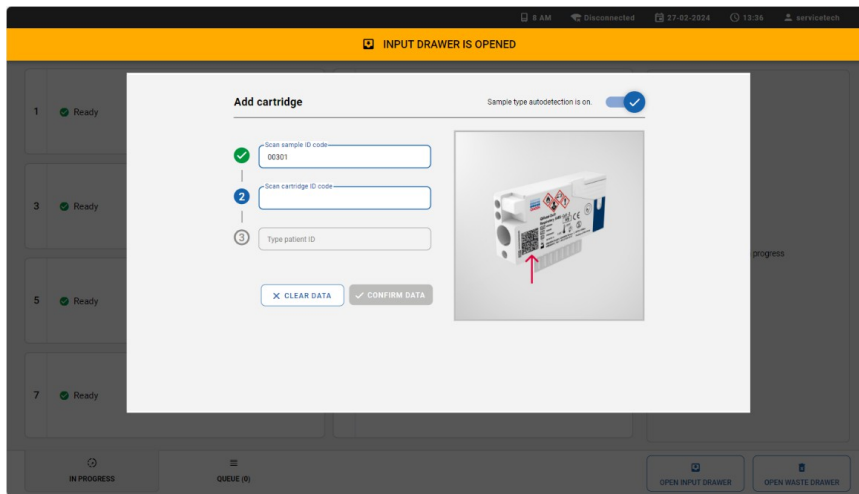 8 AM Disconnected 27-02-2024 13:36 servicetech
INPUT DRAWER IS OPENED
Add cartridge
Sample type autodetection is on.
1 Ready
Scan sample ID code
00301
Scan cartridge ID code
2
3 Ready
3 Type patient ID
progress
CLEAR DATA CONFIRM DATA
5 Ready
7 Ready
IN PROGRESS QUEUE (0) OPEN INPUT DRAWER OPEN WASTE DRAWER